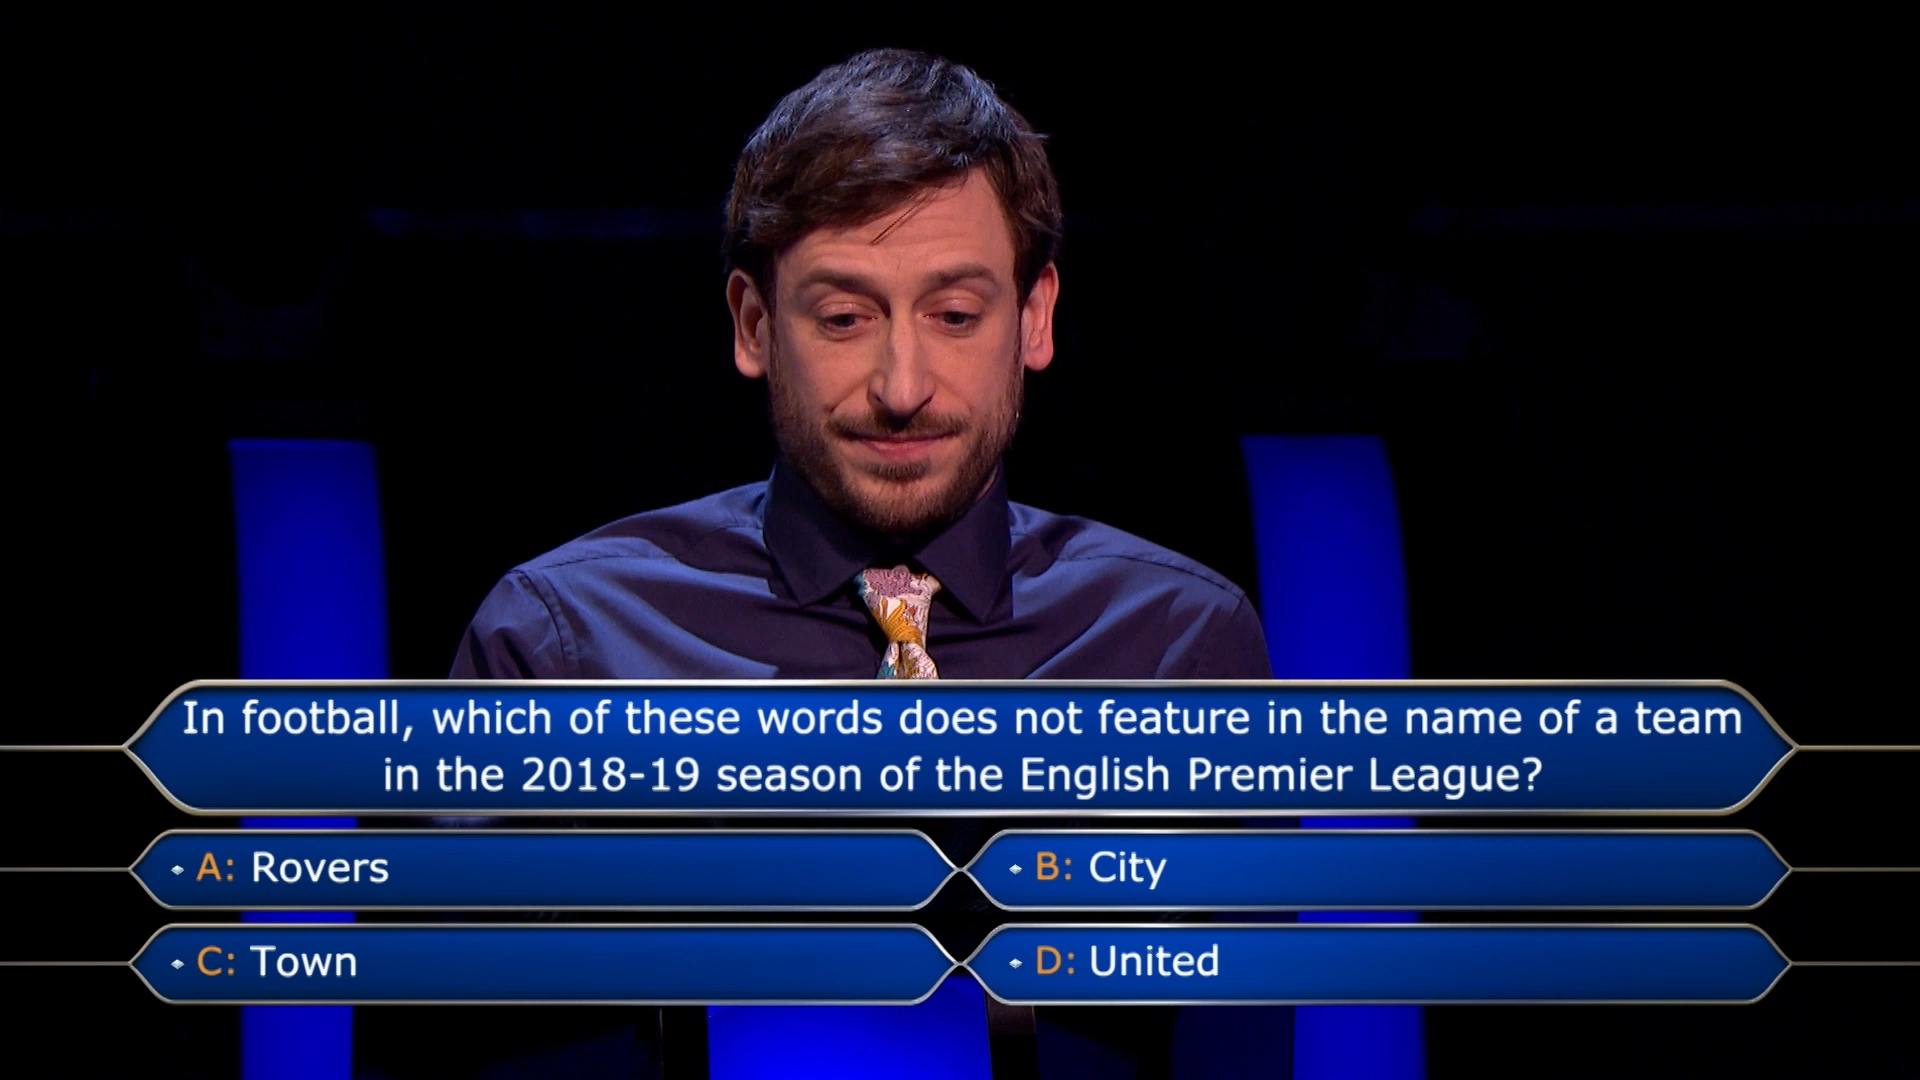 In football, which of these words does not feature in the name of a team
in the 2018-19 season of the English Premier League?
A: Rovers
B: City
C: Town
D: United